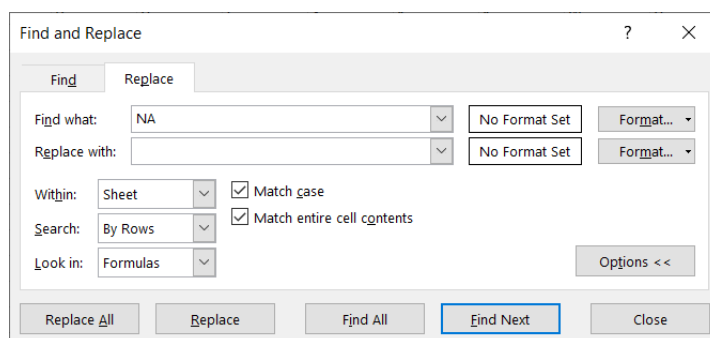 Find and Replace ? ×
Find Replace
Find what: NA No Format Set Format...
Replace with: No Format Set Format...
Within: Sheet Match case
Search: By Rows Match entire cell contents
Look in: Formulas Options <<
Replace All Replace Find All Find Next Close